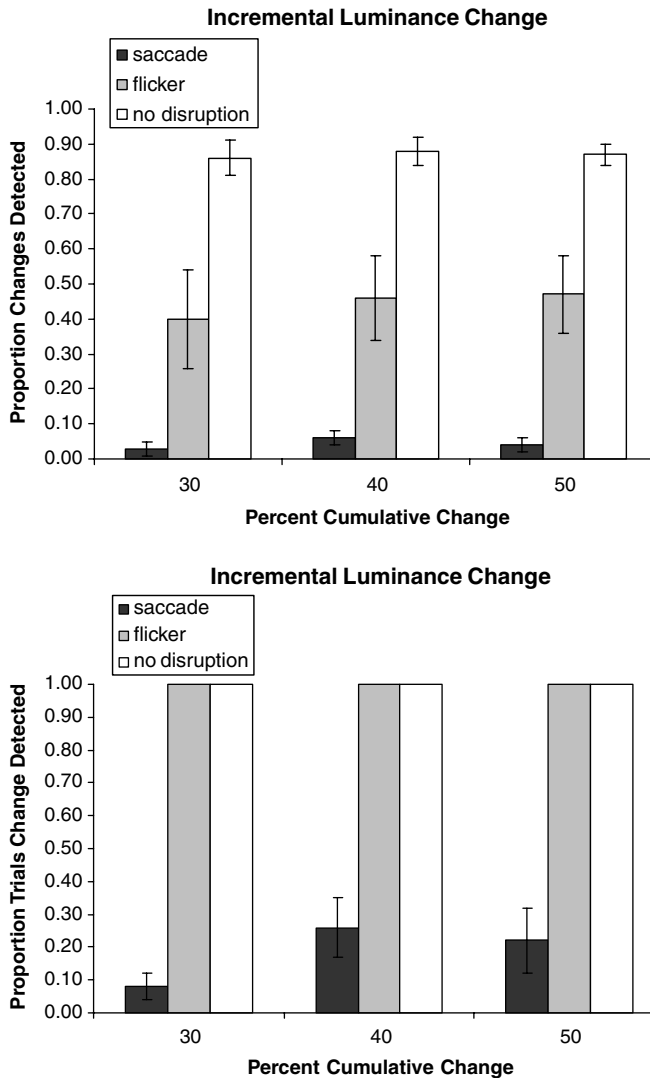 Incremental Luminance Change
saccade
flicker
no disruption
Proportion Changes Detected
1.00
0.90
0.80
0.70
0.60
0.50
0.40
0.30
0.20
0.10
0.00
30 40 50
Percent Cumulative Change
Incremental Luminance Change
saccade
flicker
no disruption
Proportion Trials Change Detected
1.00
0.90
0.80
0.70
0.60
0.50
0.40
0.30
0.20
0.10
0.00
30 40 50
Percent Cumulative Change